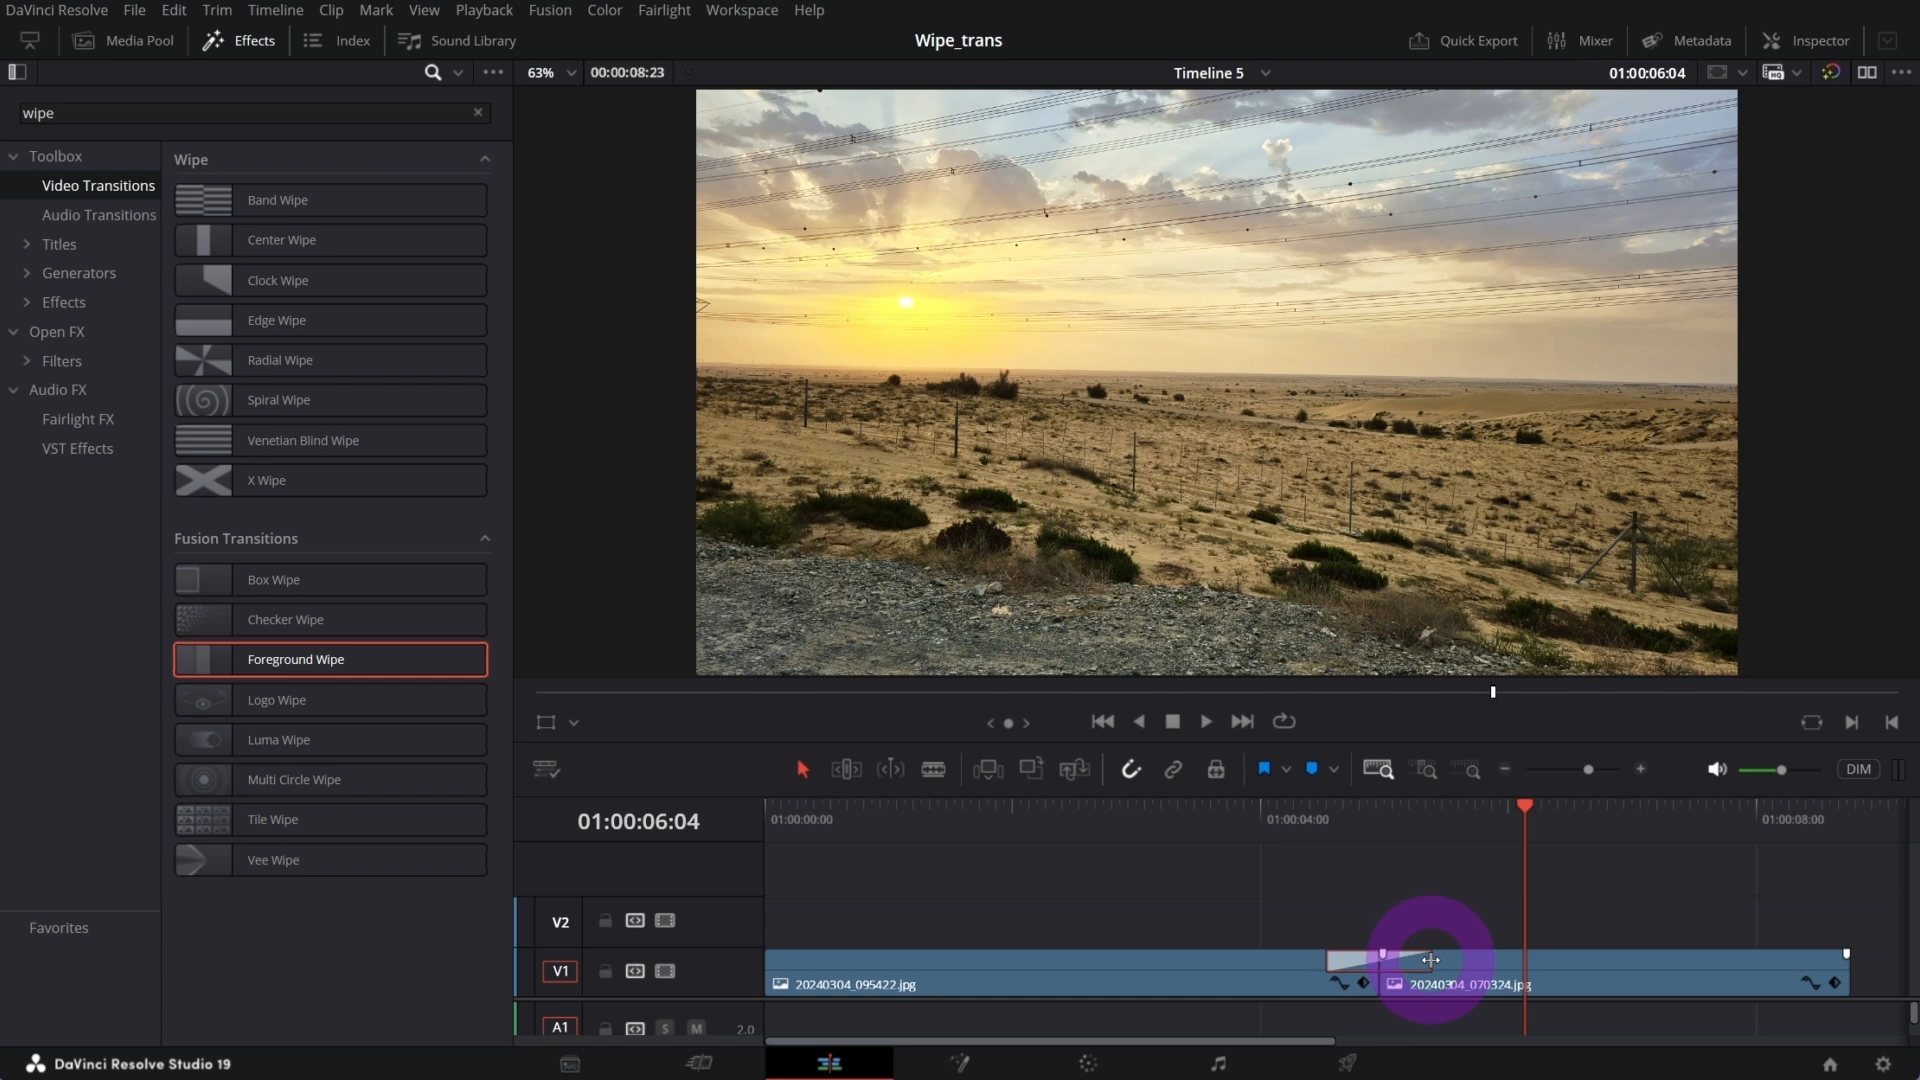 DaVinci Resolve File Edit Trim Timeline Clip Mark View Playback Fusion Color Fairlight Workspace Help
Media Pool Effects Index Sound Library Wipe_trans Quick Export Mixer Metadata Inspector
63% 00:00:08:23 Timeline 5 01:00:06:04
wipe
Toolbox
Video Transitions
Audio Transitions
Titles
Generators
Effects
Open FX
Filters
Audio FX
Fairlight FX
VST Effects
Favorites
Wipe
Band Wipe
Center Wipe
Clock Wipe
Edge Wipe
Radial Wipe
Spiral Wipe
Venetian Blind Wipe
X Wipe
Fusion Transitions
Box Wipe
Checker Wipe
Foreground Wipe
Logo Wipe
Luma Wipe
Multi Circle Wipe
Tile Wipe
Vee Wipe
DIM
01:00:06:04 01:00:00:00 01:00:04:00 01:00:08:00
V2
V1 20240304_095422.jpg 20240304_070324.jpg
A1 S M 2.0
DaVinci Resolve Studio 19